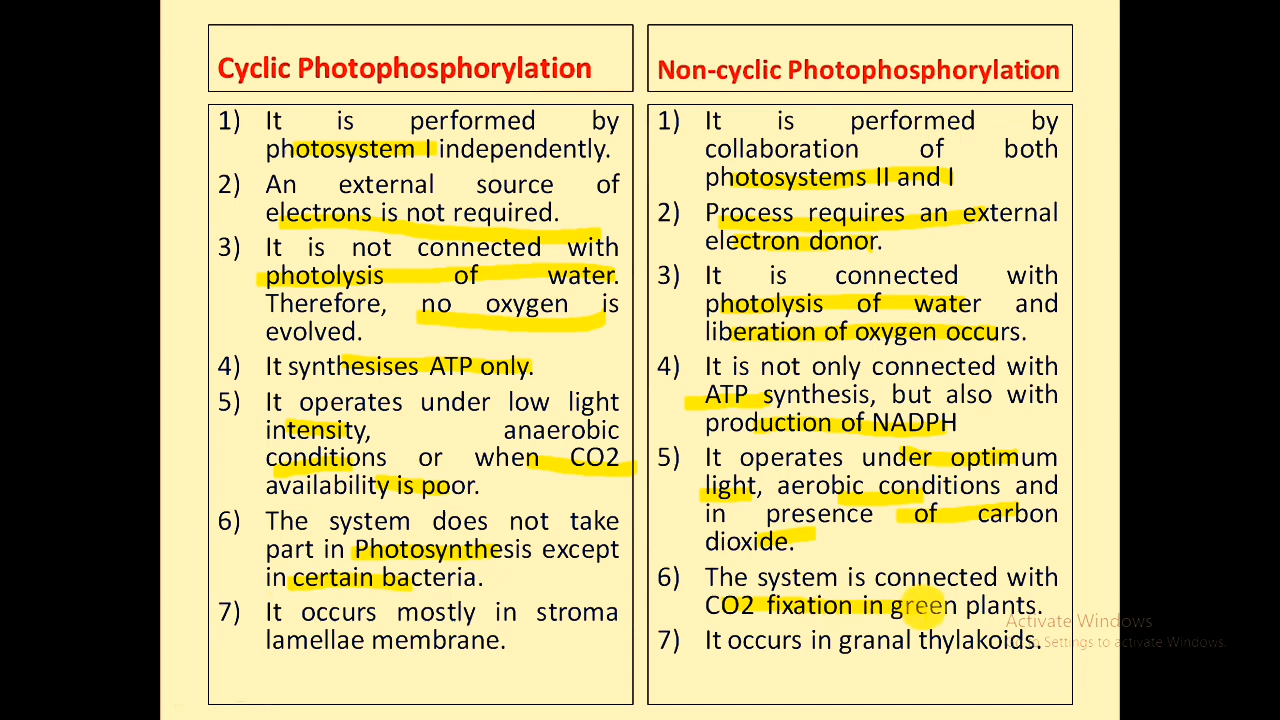 Cyclic Photophosphorylation
1) It is performed by
photosystem I independently.
2) An external source of
electrons is not required.
3) It is not connected with
photolysis of water.
Therefore, no oxygen is
evolved.
4) It synthesises ATP only.
5) It operates under low light
intensity, anaerobic
conditions or when CO2
availability is poor.
6) The system does not take
part in Photosynthesis except
in certain bacteria.
7) It occurs mostly in stroma
lamellae membrane.
Non-cyclic Photophosphorylation
1) It is performed by
collaboration of both
photosystems II and I
2) Process requires an external
electron donor.
3) It is connected with
photolysis of water and
liberation of oxygen occurs.
4) It is not only connected with
ATP synthesis, but also with
production of NADPH
5) It operates under optimum
light, aerobic conditions and
in presence of carbon
dioxide.
6) The system is connected with
CO2 fixation in green plants.
7) It occurs in granal thylakoids.
Activate Windows
Settings to activate Windows.